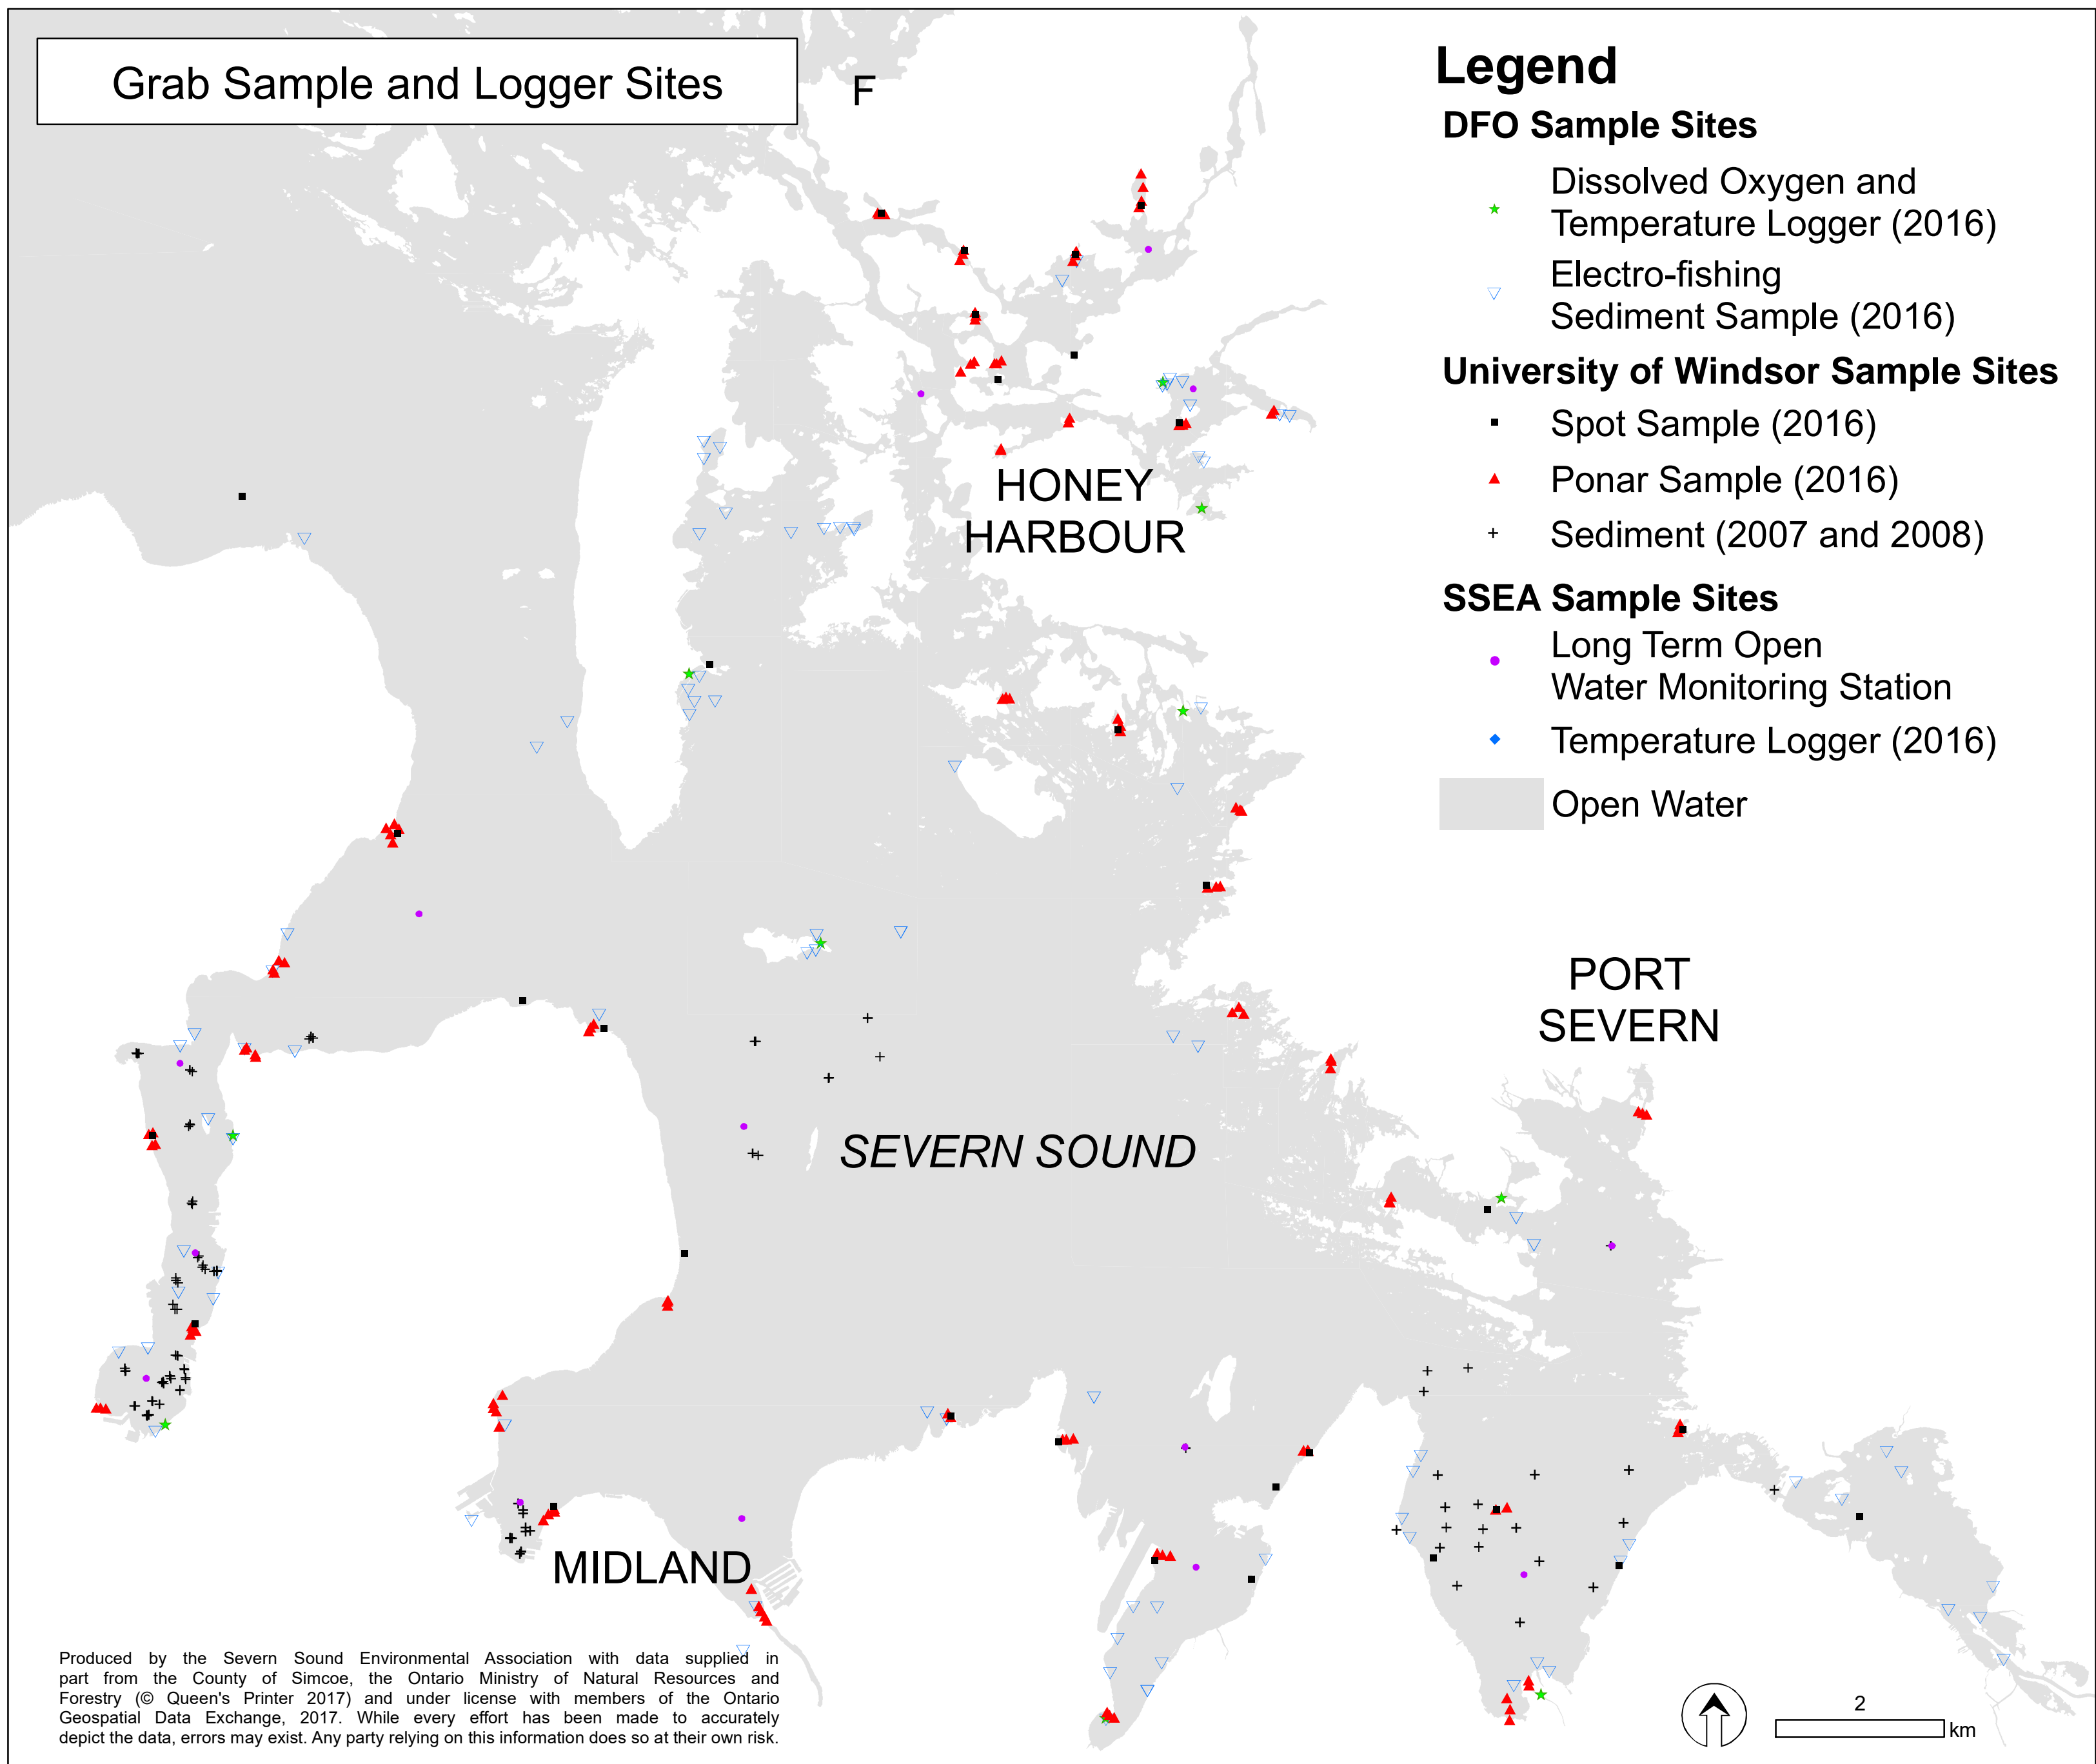 Grab Sample and Logger Sites
F
Legend
DFO Sample Sites
Dissolved Oxygen and
Temperature Logger (2016)
Electro-fishing
Sediment Sample (2016)
University of Windsor Sample Sites
Spot Sample (2016)
Ponar Sample (2016)
Sediment (2007 and 2008)
SSEA Sample Sites
Long Term Open
Water Monitoring Station
Temperature Logger (2016)
Open Water
HONEY
HARBOUR
PORT
SEVERN
SEVERN SOUND
MIDLAND
Produced by the Severn Sound Environmental Association with data supplied in
part from the County of Simcoe, the Ontario Ministry of Natural Resources and
Forestry (© Queen's Printer 2017) and under license with members of the Ontario
Geospatial Data Exchange, 2017. While every effort has been made to accurately
depict the data, errors may exist. Any party relying on this information does so at their own risk.
2
km